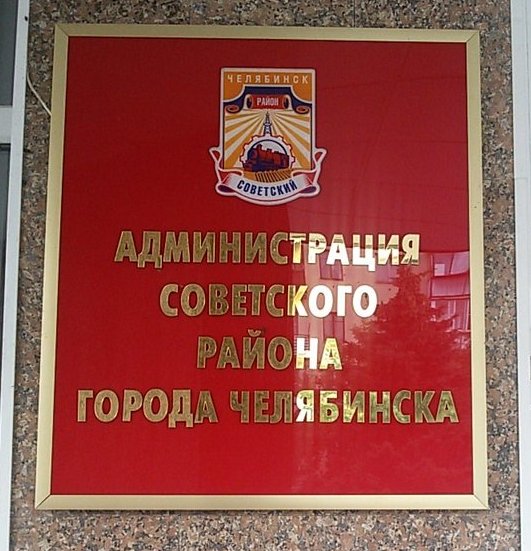 ЧЕЛЯБИНСК
РАЙОН
СОВЕТСКИЙ
АДМИНИСТРАЦИЯ
СОВЕТСКОГО
РАЙОНА
ГОРОДА ЧЕЛЯБИНСКА